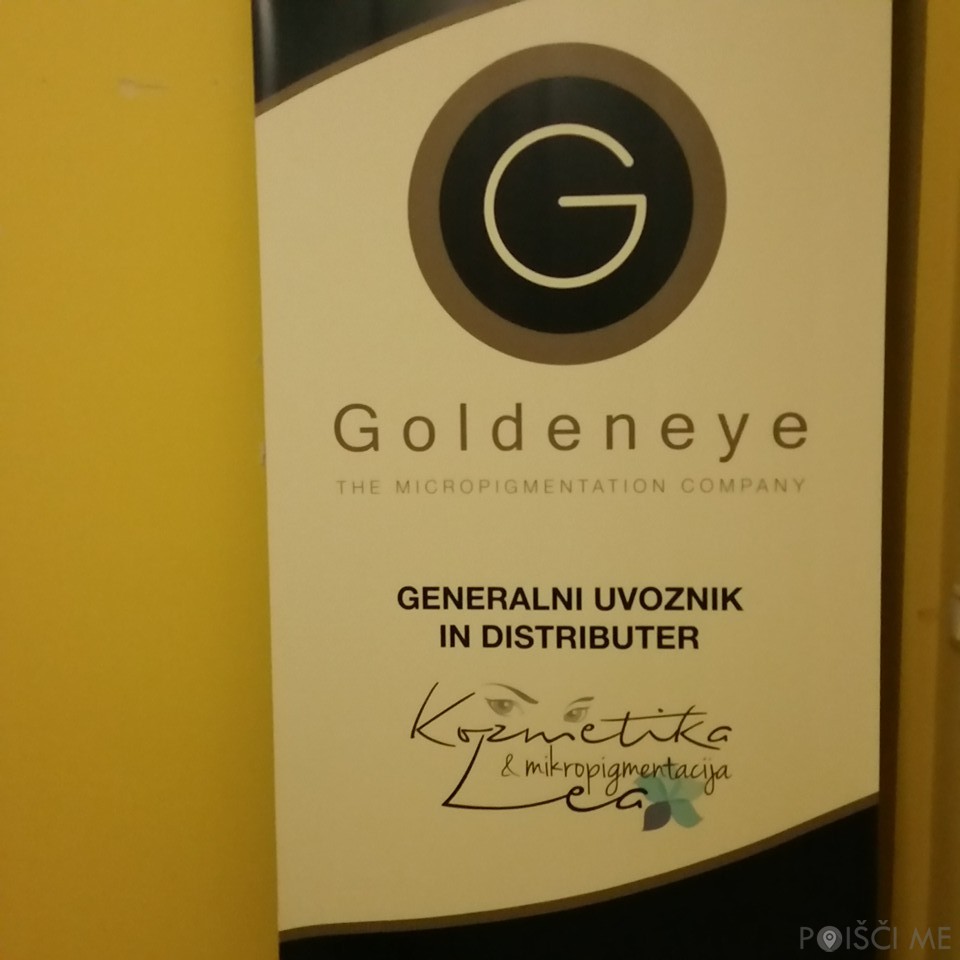 G
Goldeneye
THE MICROPIGMENTATION COMPANY
GENERALNI UVOZNIK
IN DISTRIBUTER
Kozmetika
& mikropigmentacija
Lea
POIŠČI ME